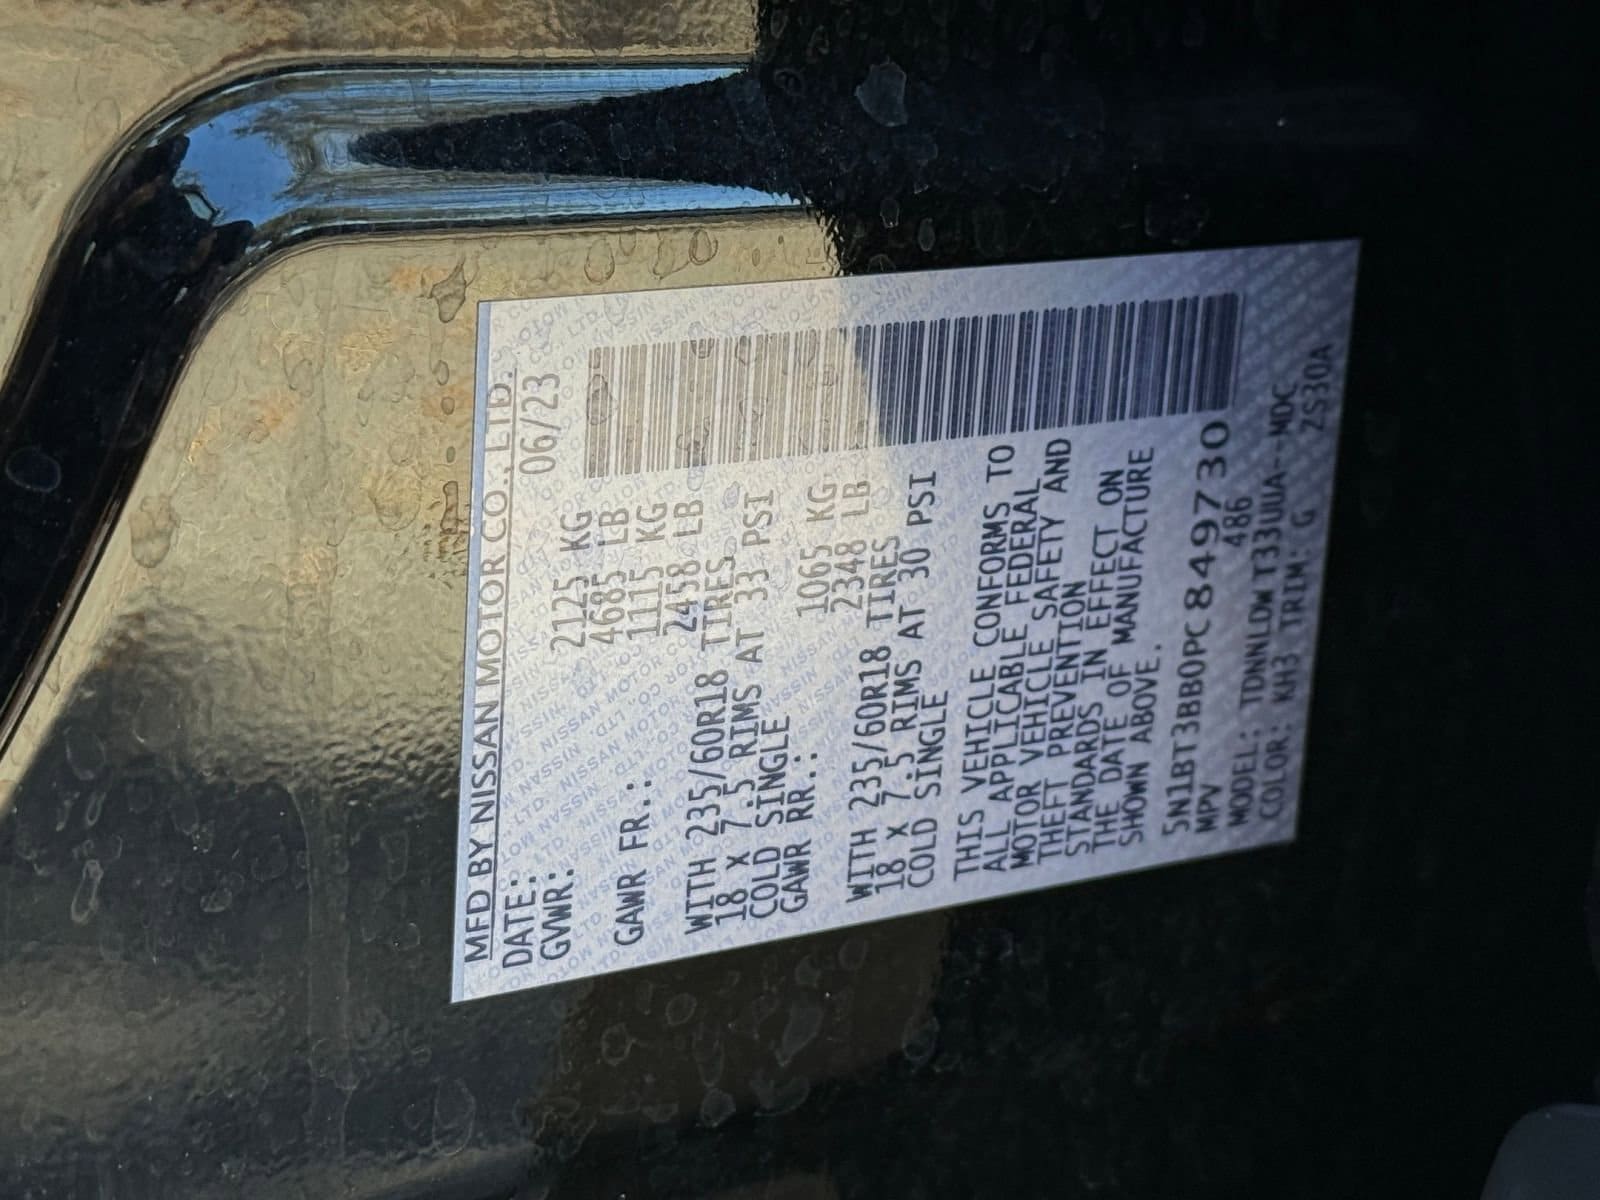 MFD BY NISSAN MOTOR CO., LTD.
DATE: 06/23
GVWR: 2125 KG
4685 LB
GAWR FR.: 1115 KG
2458 LB
WITH 235/60R18 TIRES
18 X 7.5 RIMS AT 33 PSI
COLD SINGLE
GAWR RR.: 1065 KG
2348 LB
WITH 235/60R18 TIRES
18 X 7.5 RIMS AT 30 PSI
COLD SINGLE
THIS VEHICLE CONFORMS TO
ALL APPLICABLE FEDERAL
MOTOR VEHICLE SAFETY AND
THEFT PREVENTION
STANDARDS IN EFFECT ON
THE DATE OF MANUFACTURE
SHOWN ABOVE.
5N1BT3BB0PC849730
MPV 486
MODEL: TDNNLDWT33UUA--MDC
COLOR: KH3 TRIM: G ZS30A